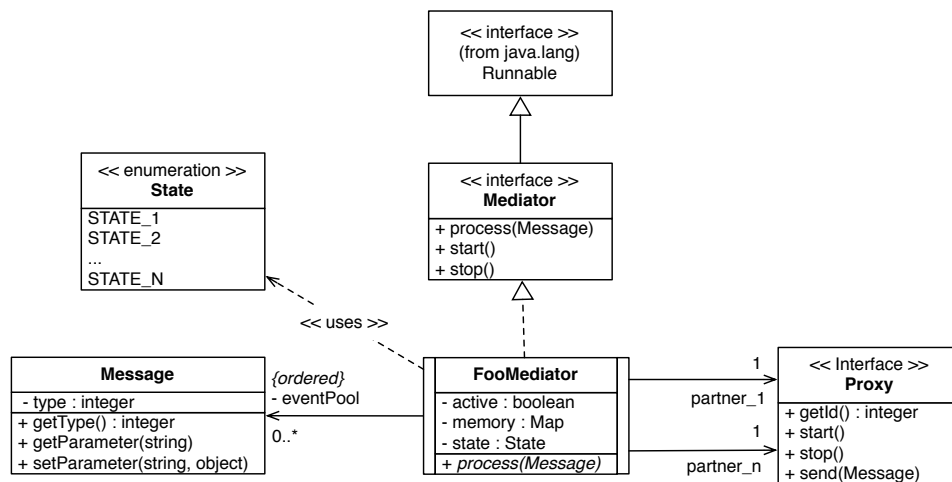 << interface >>
(from java.lang)
Runnable
<< enumeration >>
State
STATE_1
STATE_2
...
STATE_N
<< interface >>
Mediator
+ process(Message)
+ start()
+ stop()
<< uses >>
Message
- type : integer
+ getType() : integer
+ getParameter(string)
+ setParameter(string, object)
{ordered}
- eventPool
0..*
FooMediator
- active : boolean
- memory : Map
- state : State
+ process(Message)
1
partner_1
1
partner_n
<< Interface >>
Proxy
+ getId() : integer
+ start()
+ stop()
+ send(Message)